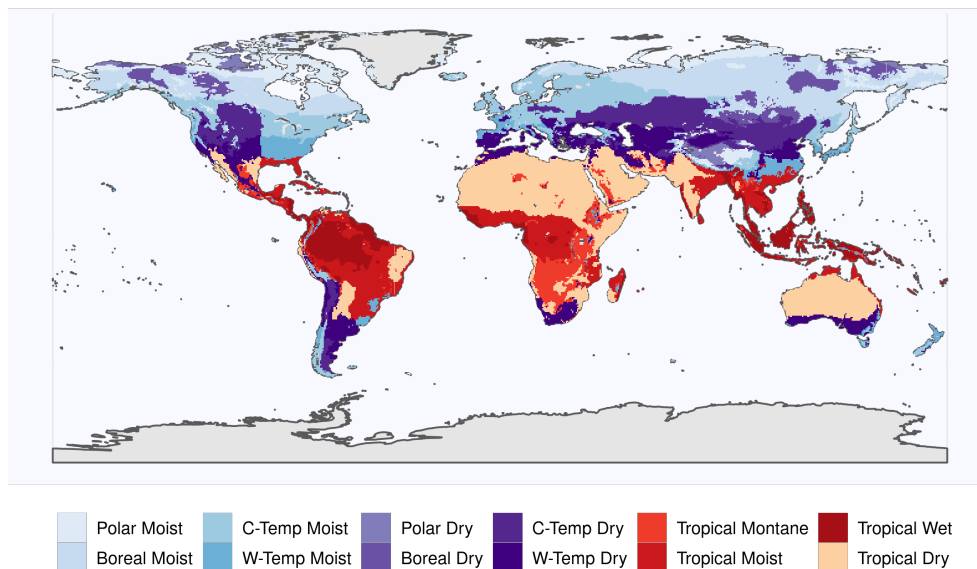 Polar Moist C-Temp Moist Polar Dry C-Temp Dry Tropical Montane Tropical Wet
Boreal Moist W-Temp Moist Boreal Dry W-Temp Dry Tropical Moist Tropical Dry